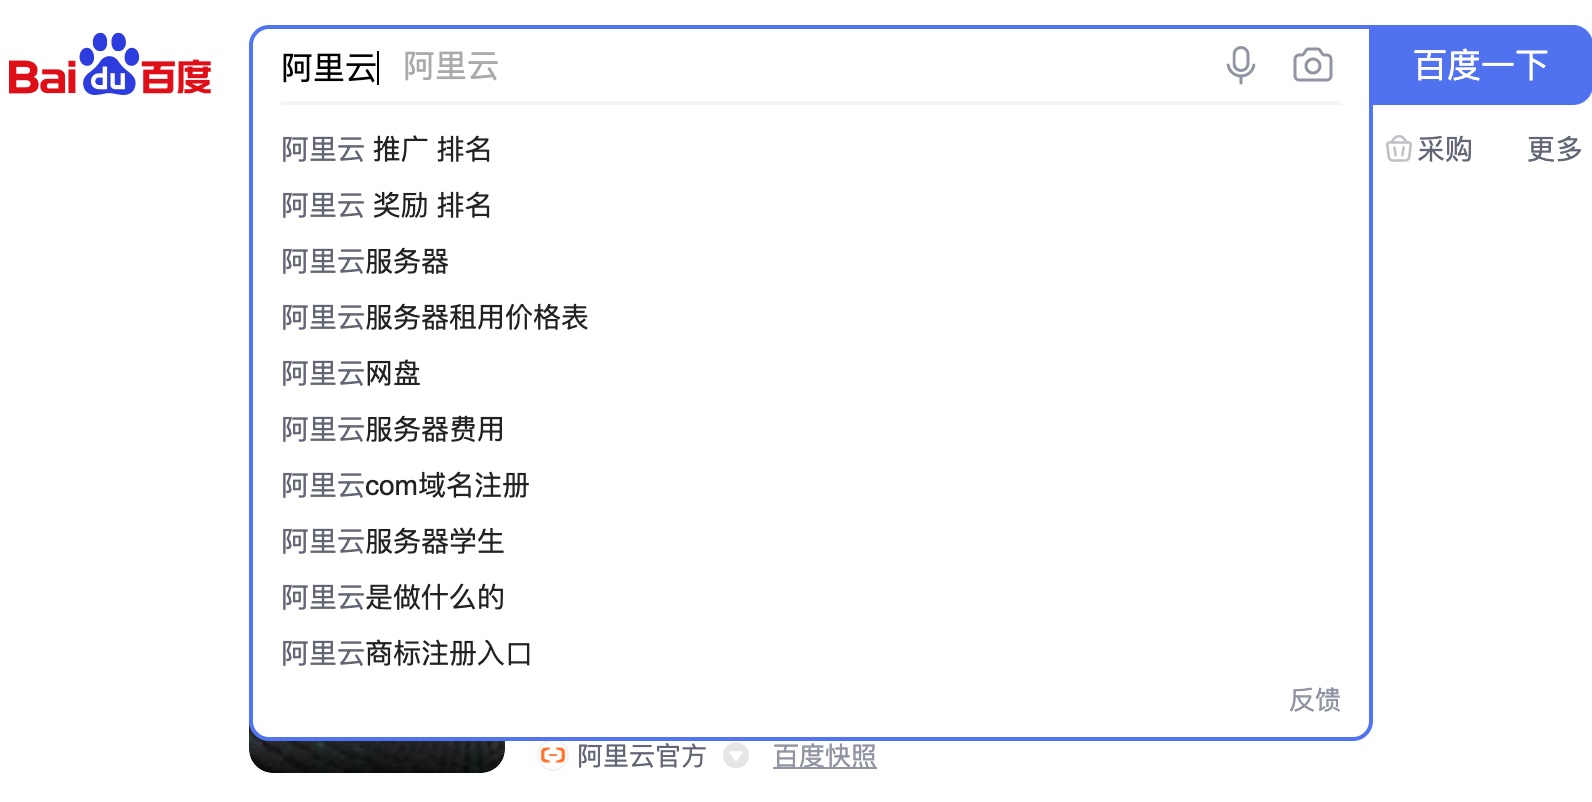 Baidu百度 阿里云 阿里云 百度一下
采购 更多
阿里云 推广 排名
阿里云 奖励 排名
阿里云服务器
阿里云服务器租用价格表
阿里云网盘
阿里云服务器费用
阿里云com域名注册
阿里云服务器学生
阿里云是做什么的
阿里云商标注册入口
反馈
阿里云官方 百度快照